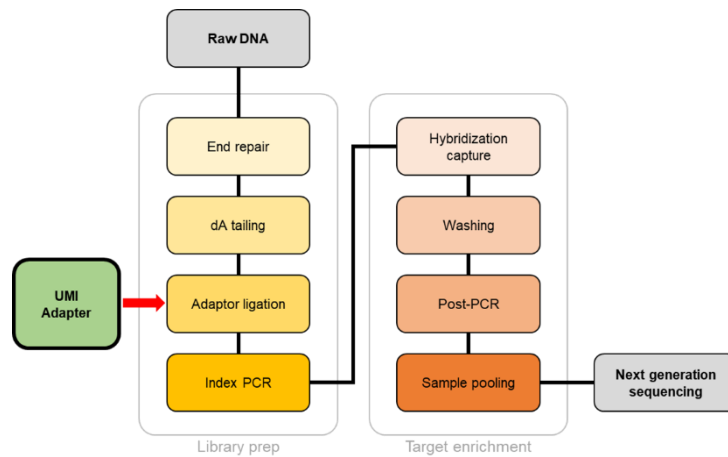 Raw DNA
End repair
dA tailing
UMI
Adapter
Adaptor ligation
Index PCR
Library prep
Hybridization
capture
Washing
Post-PCR
Sample pooling
Target enrichment
Next generation
sequencing